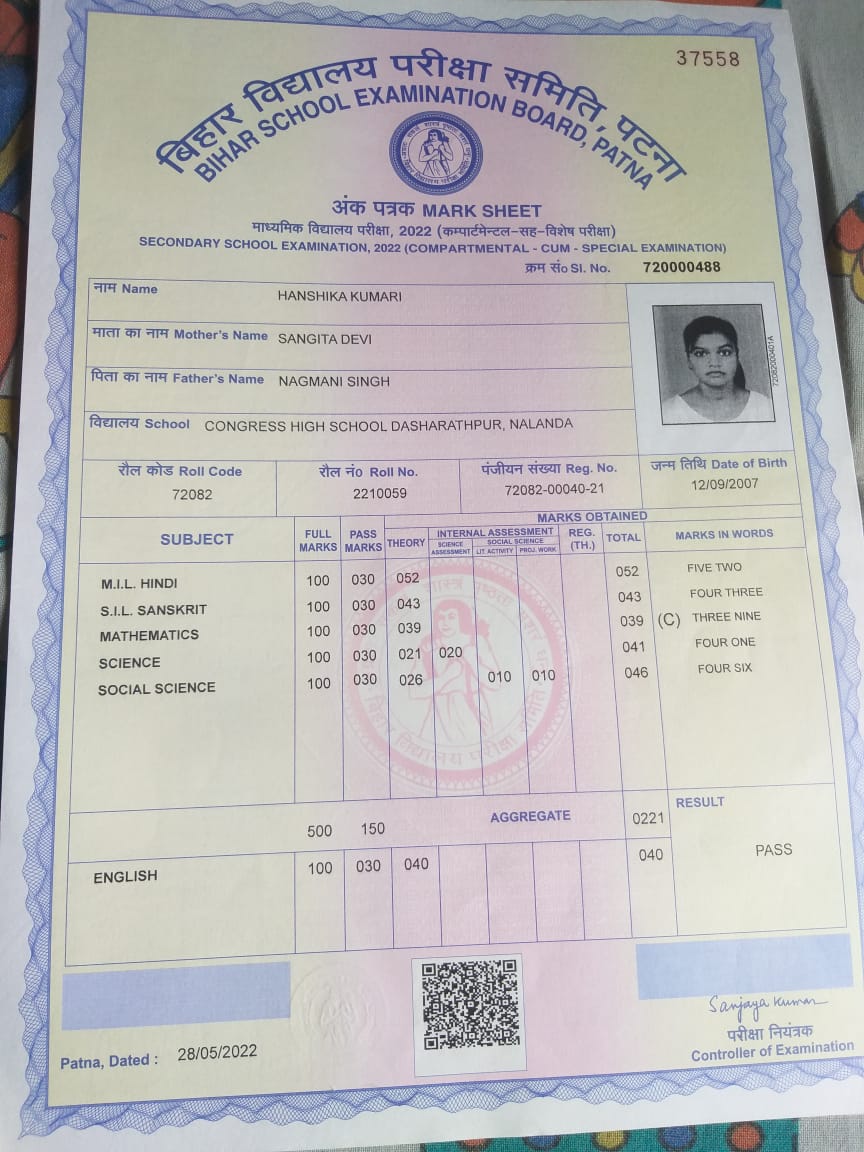 37558
बिहार विद्यालय परीक्षा समिति, पटना
BIHAR SCHOOL EXAMINATION BOARD, PATNA
अंक पत्रक MARK SHEET
माध्यमिक विद्यालय परीक्षा, 2022 (कम्पार्टमेन्टल-सह-विशेष परीक्षा)
SECONDARY SCHOOL EXAMINATION, 2022 (COMPARTMENTAL - CUM - SPECIAL EXAMINATION)
क्रम सं० Sl. No. 720000488
नाम Name HANSHIKA KUMARI
माता का नाम Mother's Name SANGITA DEVI
पिता का नाम Father's Name NAGMANI SINGH
72082000401A
विद्यालय School CONGRESS HIGH SCHOOL DASHARATHPUR, NALANDA
रौल कोड Roll Code रौल नं० Roll No. पंजीयन संख्या Reg. No. जन्म तिथि Date of Birth
72082 2210059 72082-00040-21 12/09/2007
MARKS OBTAINED
SUBJECT FULL MARKS PASS MARKS THEORY INTERNAL ASSESSMENT REG. (TH.) TOTAL MARKS IN WORDS
SCIENCE ASSESSMENT SOCIAL SCIENCE
LIT. ACTIVITY PROJ. WORK
M.I.L. HINDI 100 030 052 052 FIVE TWO
S.I.L. SANSKRIT 100 030 043 043 FOUR THREE
MATHEMATICS 100 030 039 039 (C) THREE NINE
SCIENCE 100 030 021 020 041 FOUR ONE
SOCIAL SCIENCE 100 030 026 010 010 046 FOUR SIX
500 150 AGGREGATE 0221 RESULT
PASS
ENGLISH 100 030 040 040
Sanjaya Kumar
परीक्षा नियंत्रक
Controller of Examination
Patna, Dated : 28/05/2022